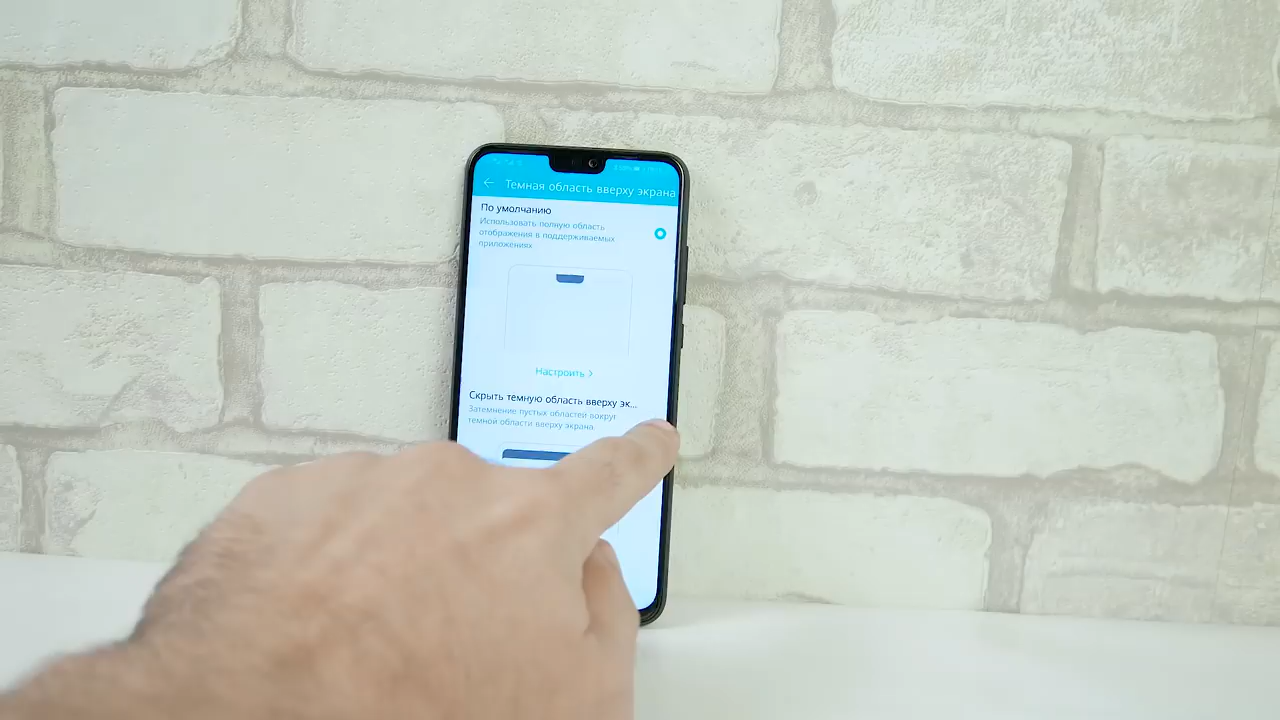 Темная область вверху экрана
По умолчанию
Использовать полную область
отображения в поддерживаемых
приложениях
Настроить
Скрыть темную область вверху эк...
Затемнение пустых областей вокруг
темной области вверху экрана.